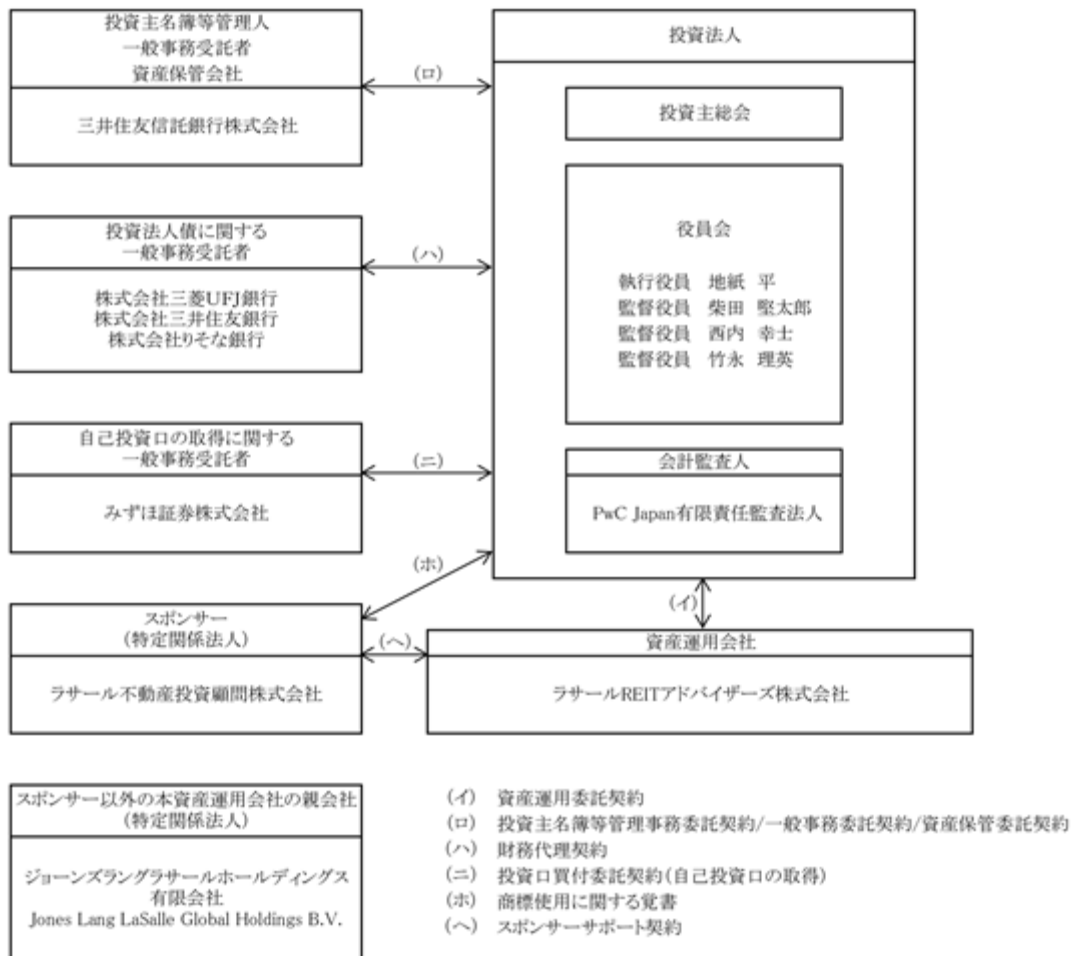 投資主名簿等管理人
一般事務受託者
資産保管会社
三井住友信託銀行株式会社
(ロ)
投資法人
投資主総会
役員会
執行役員 地紙 平
監督役員 柴田 堅太郎
監督役員 西内 幸士
監督役員 竹永 理英
会計監査人
PwC Japan有限責任監査法人
投資法人債に関する
一般事務受託者
株式会社三菱UFJ銀行
株式会社三井住友銀行
株式会社りそな銀行
(ハ)
自己投資口の取得に関する
一般事務受託者
みずほ証券株式会社
(ニ)
(ホ)
(イ)
スポンサー
(特定関係法人)
ラサール不動産投資顧問株式会社
(ヘ)
資産運用会社
ラサールREITアドバイザーズ株式会社
スポンサー以外の本資産運用会社の親会社
(特定関係法人)
ジョーンズラングラサールホールディングス
有限会社
Jones Lang LaSalle Global Holdings B.V.
(イ) 資産運用委託契約
(ロ) 投資主名簿等管理事務委託契約/一般事務委託契約/資産保管委託契約
(ハ) 財務代理契約
(ニ) 投資口買付委託契約(自己投資口の取得)
(ホ) 商標使用に関する覚書
(ヘ) スポンサーサポート契約